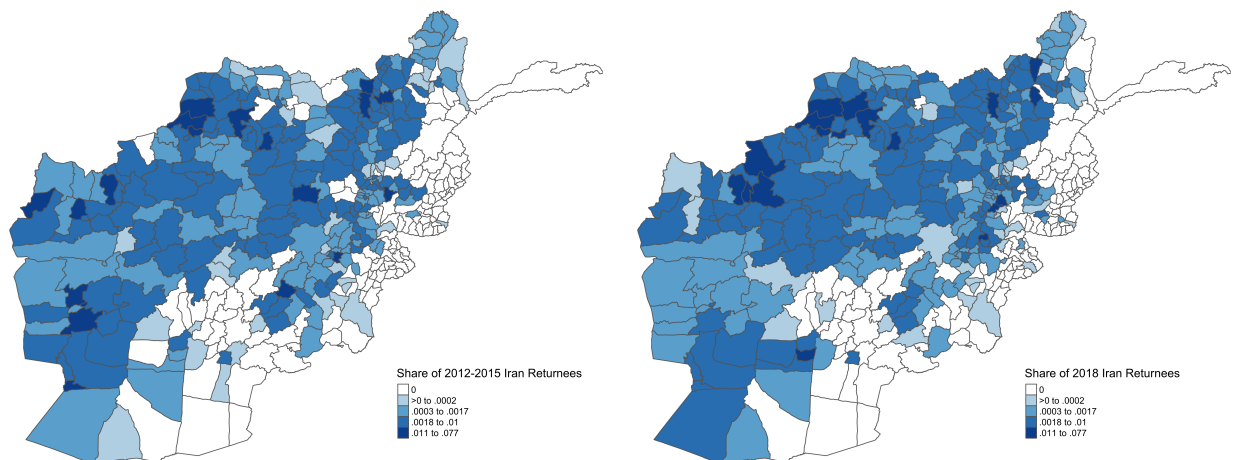 Share of 2012-2015 Iran Returnees
0
>0 to .0002
.0003 to .0017
.0018 to .01
.011 to .077
Share of 2018 Iran Returnees
0
>0 to .0002
.0003 to .0017
.0018 to .01
.011 to .077